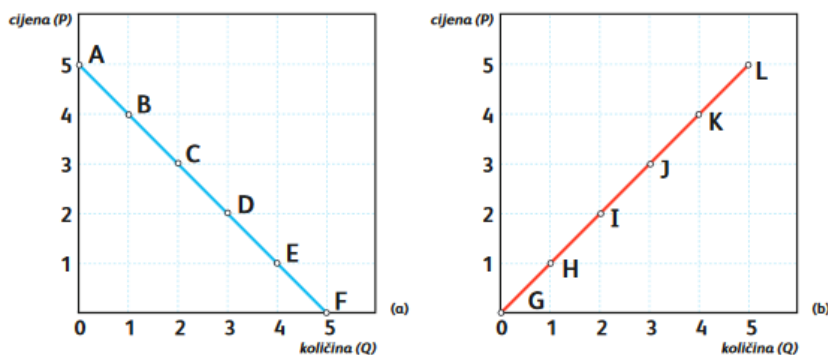 cijena (P)
5
4
3
2
1
A
B
C
D
E
F
0 1 2 3 4 5
količina (Q)
(a)
cijena (P)
5
4
3
2
1
L
K
J
I
H
G
0 1 2 3 4 5
količina (Q)
(b)